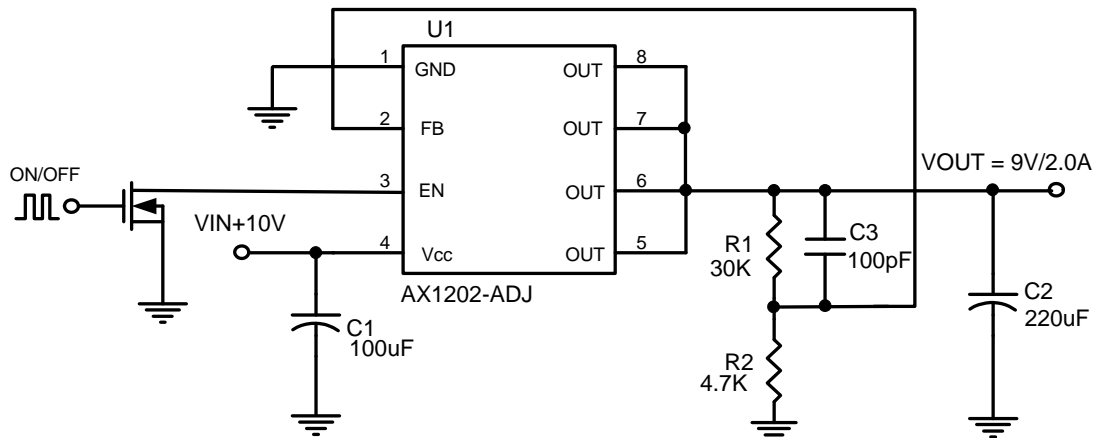 U1
1
GND
OUT
8
2
FB
OUT
7
ON/OFF
3
EN
OUT
6
VOUT = 9V/2.0A
VIN+10V
4
Vcc
OUT
5
AX1202-ADJ
R1
30K
C3
100pF
C1
100uF
C2
220uF
R2
4.7K